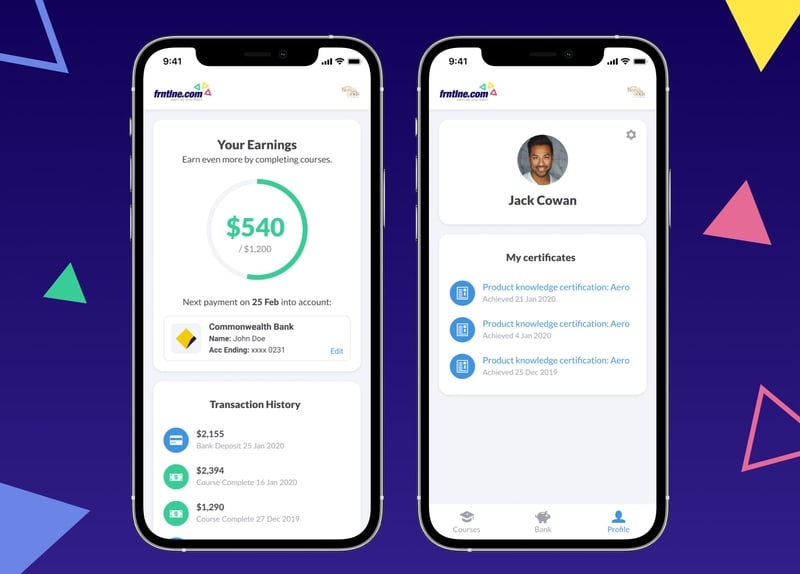 9:41
frntlne.com
Your Earnings
Earn even more by completing courses.
$540
/ $1,200
Next payment on 25 Feb into account:
Commonwealth Bank
Name: John Doe
Acc Ending: xxxx 0231
Edit
Transaction History
$2,155
Bank Deposit 25 Jan 2020
$2,394
Course Complete 16 Jan 2020
$1,290
Course Complete 27 Dec 2019
9:41
frntlne.com
Jack Cowan
My certificates
Product knowledge certification: Aero
Achieved 21 Jan 2020
Product knowledge certification: Aero
Achieved 4 Jan 2020
Product knowledge certification: Aero
Achieved 25 Dec 2019
Courses
Bank
Profile